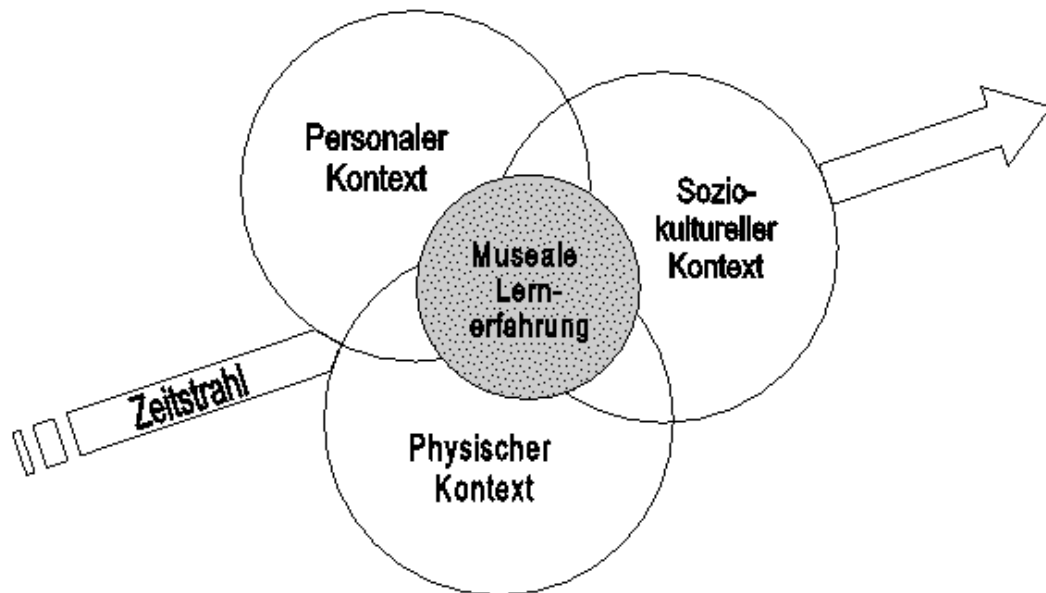 Personaler
Kontext
Sozio-
kultureller
Kontext
Museale
Lern-
erfahrung
Zeitstrahl
Physischer
Kontext